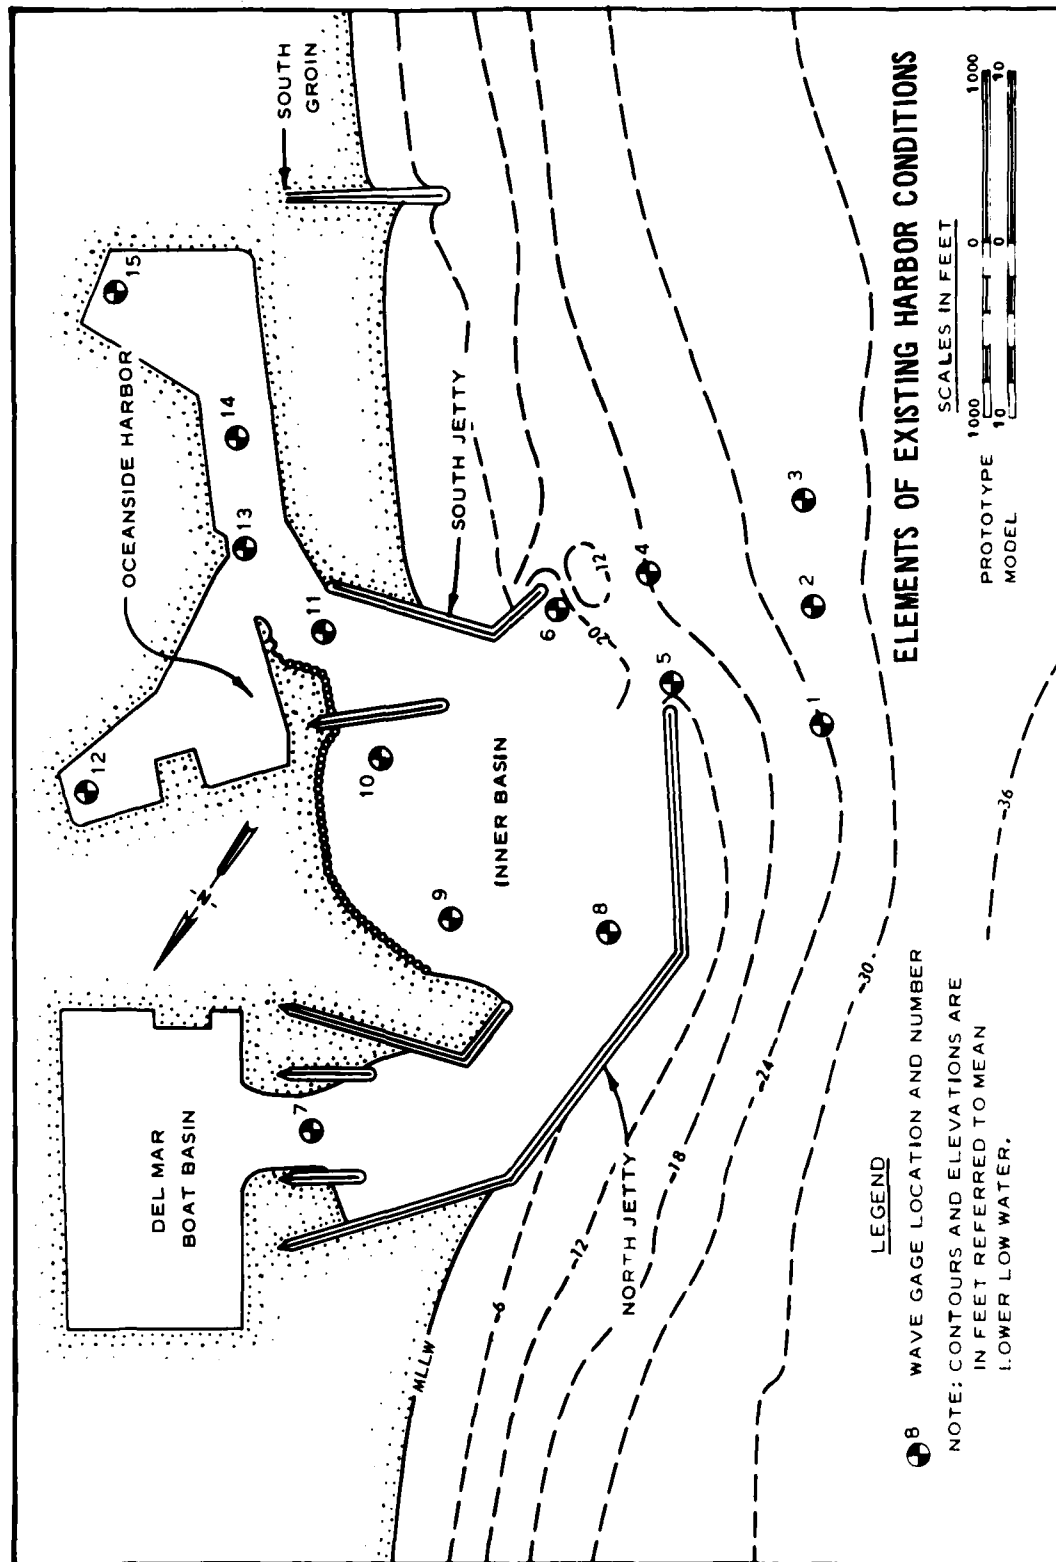 SOUTH
GROIN
15
OCEANSIDE HARBOR
14
13
SOUTH JETTY
11
12
10
6
-12
4
-20
5
3
2
1
INNER BASIN
9
8
N
DEL MAR
BOAT BASIN
7
NORTH JETTY
MLLW
-6
-12
-18
-24
-30
-36
ELEMENTS OF EXISTING HARBOR CONDITIONS
SCALES IN FEET
PROTOTYPE 1000 0 1000
MODEL 10 0 10
LEGEND
8 WAVE GAGE LOCATION AND NUMBER
NOTE: CONTOURS AND ELEVATIONS ARE
IN FEET REFERRED TO MEAN
LOWER LOW WATER.